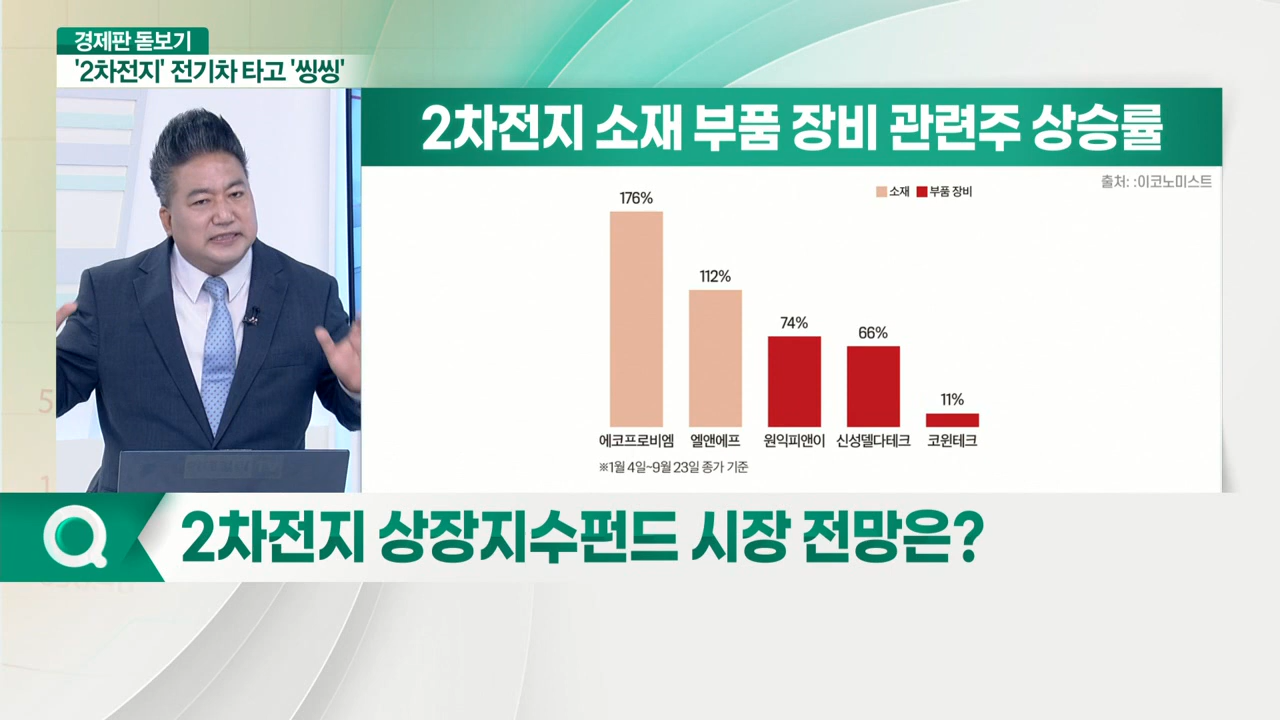 경제판 돋보기
'2차전지' 전기차 타고 '씽씽'
2차전지 소재 부품 장비 관련주 상승률
출처: :이코노미스트
소재 부품 장비
176%
112%
74%
66%
11%
에코프로비엠 엘앤에프 원익피앤이 신성델다테크 코윈테크
※1월 4일~9월 23일 종가 기준
5
1
Q 2차전지 상장지수펀드 시장 전망은?